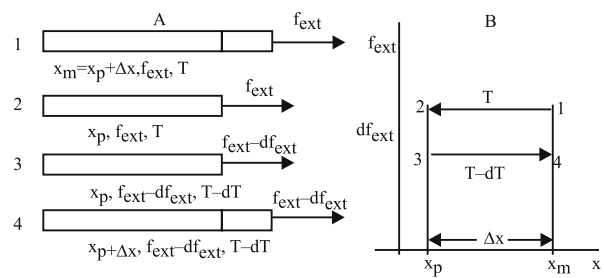 A
1
f_ext
x_m=x_p+Δx,f_ext, T
2
f_ext
x_p, f_ext, T
3
f_ext–df_ext
x_p, f_ext–df_ext, T–dT
4
f_ext–df_ext
x_p+Δx, f_ext–df_ext, T–dT
B
f_ext
2
T
1
df_ext
3
T–dT
4
Δx
x_p
x_m
x